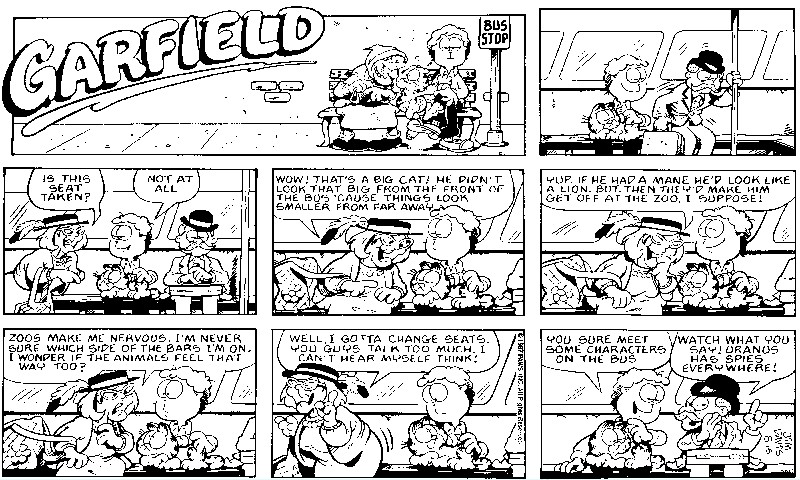 GARFIELD
BUS
STOP
IS THIS
SEAT
TAKEN?
NOT AT
ALL
WOW! THAT'S A BIG CAT! HE DIDN'T
LOOK THAT BIG FROM THE FRONT OF
THE BUS 'CAUSE THINGS LOOK
SMALLER FROM FAR AWAY
YUP. IF HE HAD A MANE HE'D LOOK LIKE
A LION. BUT, THEN THEY'D MAKE HIM
GET OFF AT THE ZOO, I SUPPOSE!
ZOOS MAKE ME NERVOUS. I'M NEVER
SURE WHICH SIDE OF THE BARS I'M ON.
I WONDER IF THE ANIMALS FEEL THAT
WAY TOO?
WELL, I GOTTA CHANGE SEATS.
YOU GUYS TALK TOO MUCH. I
CAN'T HEAR MYSELF THINK!
YOU SURE MEET
SOME CHARACTERS
ON THE BUS
WATCH WHAT YOU
SAY! URANUS
HAS SPIES
EVERYWHERE!
JIM
DAVIS